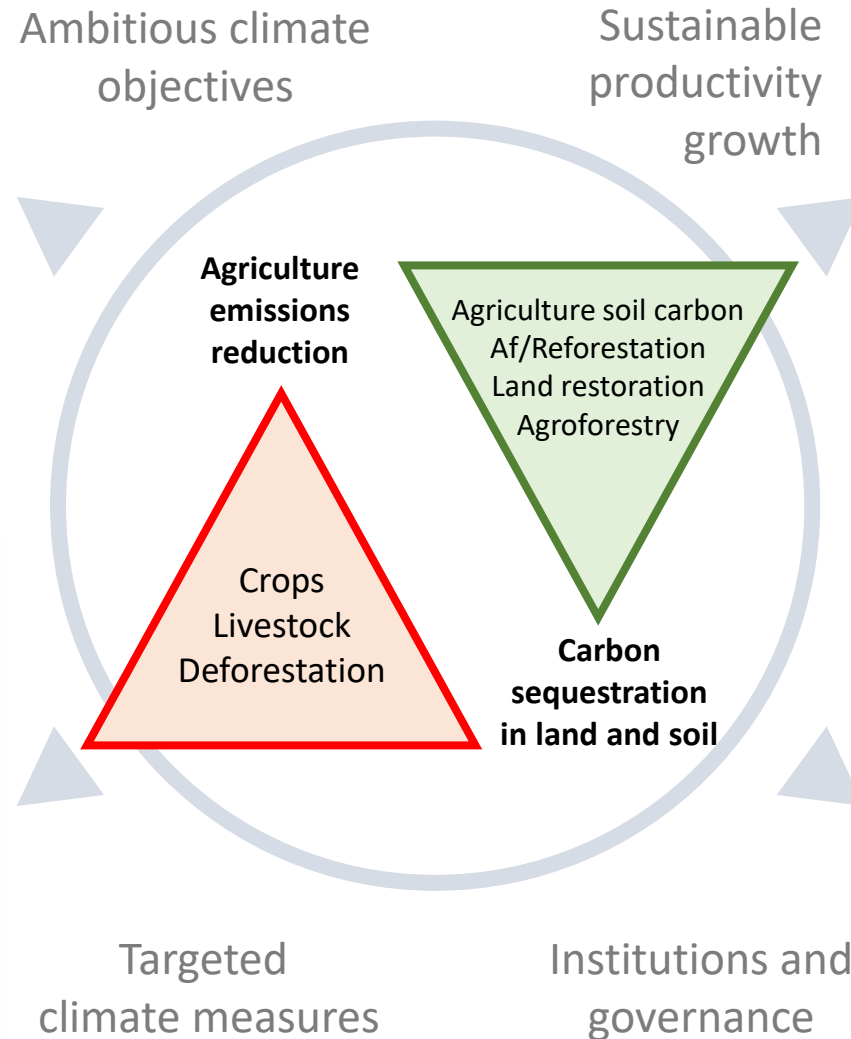 Ambitious climate
objectives
Sustainable
productivity
growth
Agriculture
emissions
reduction
Agriculture soil carbon
Af/Reforestation
Land restoration
Agroforestry
Crops
Livestock
Deforestation
Carbon
sequestration
in land and soil
Targeted
climate measures
Institutions and
governance